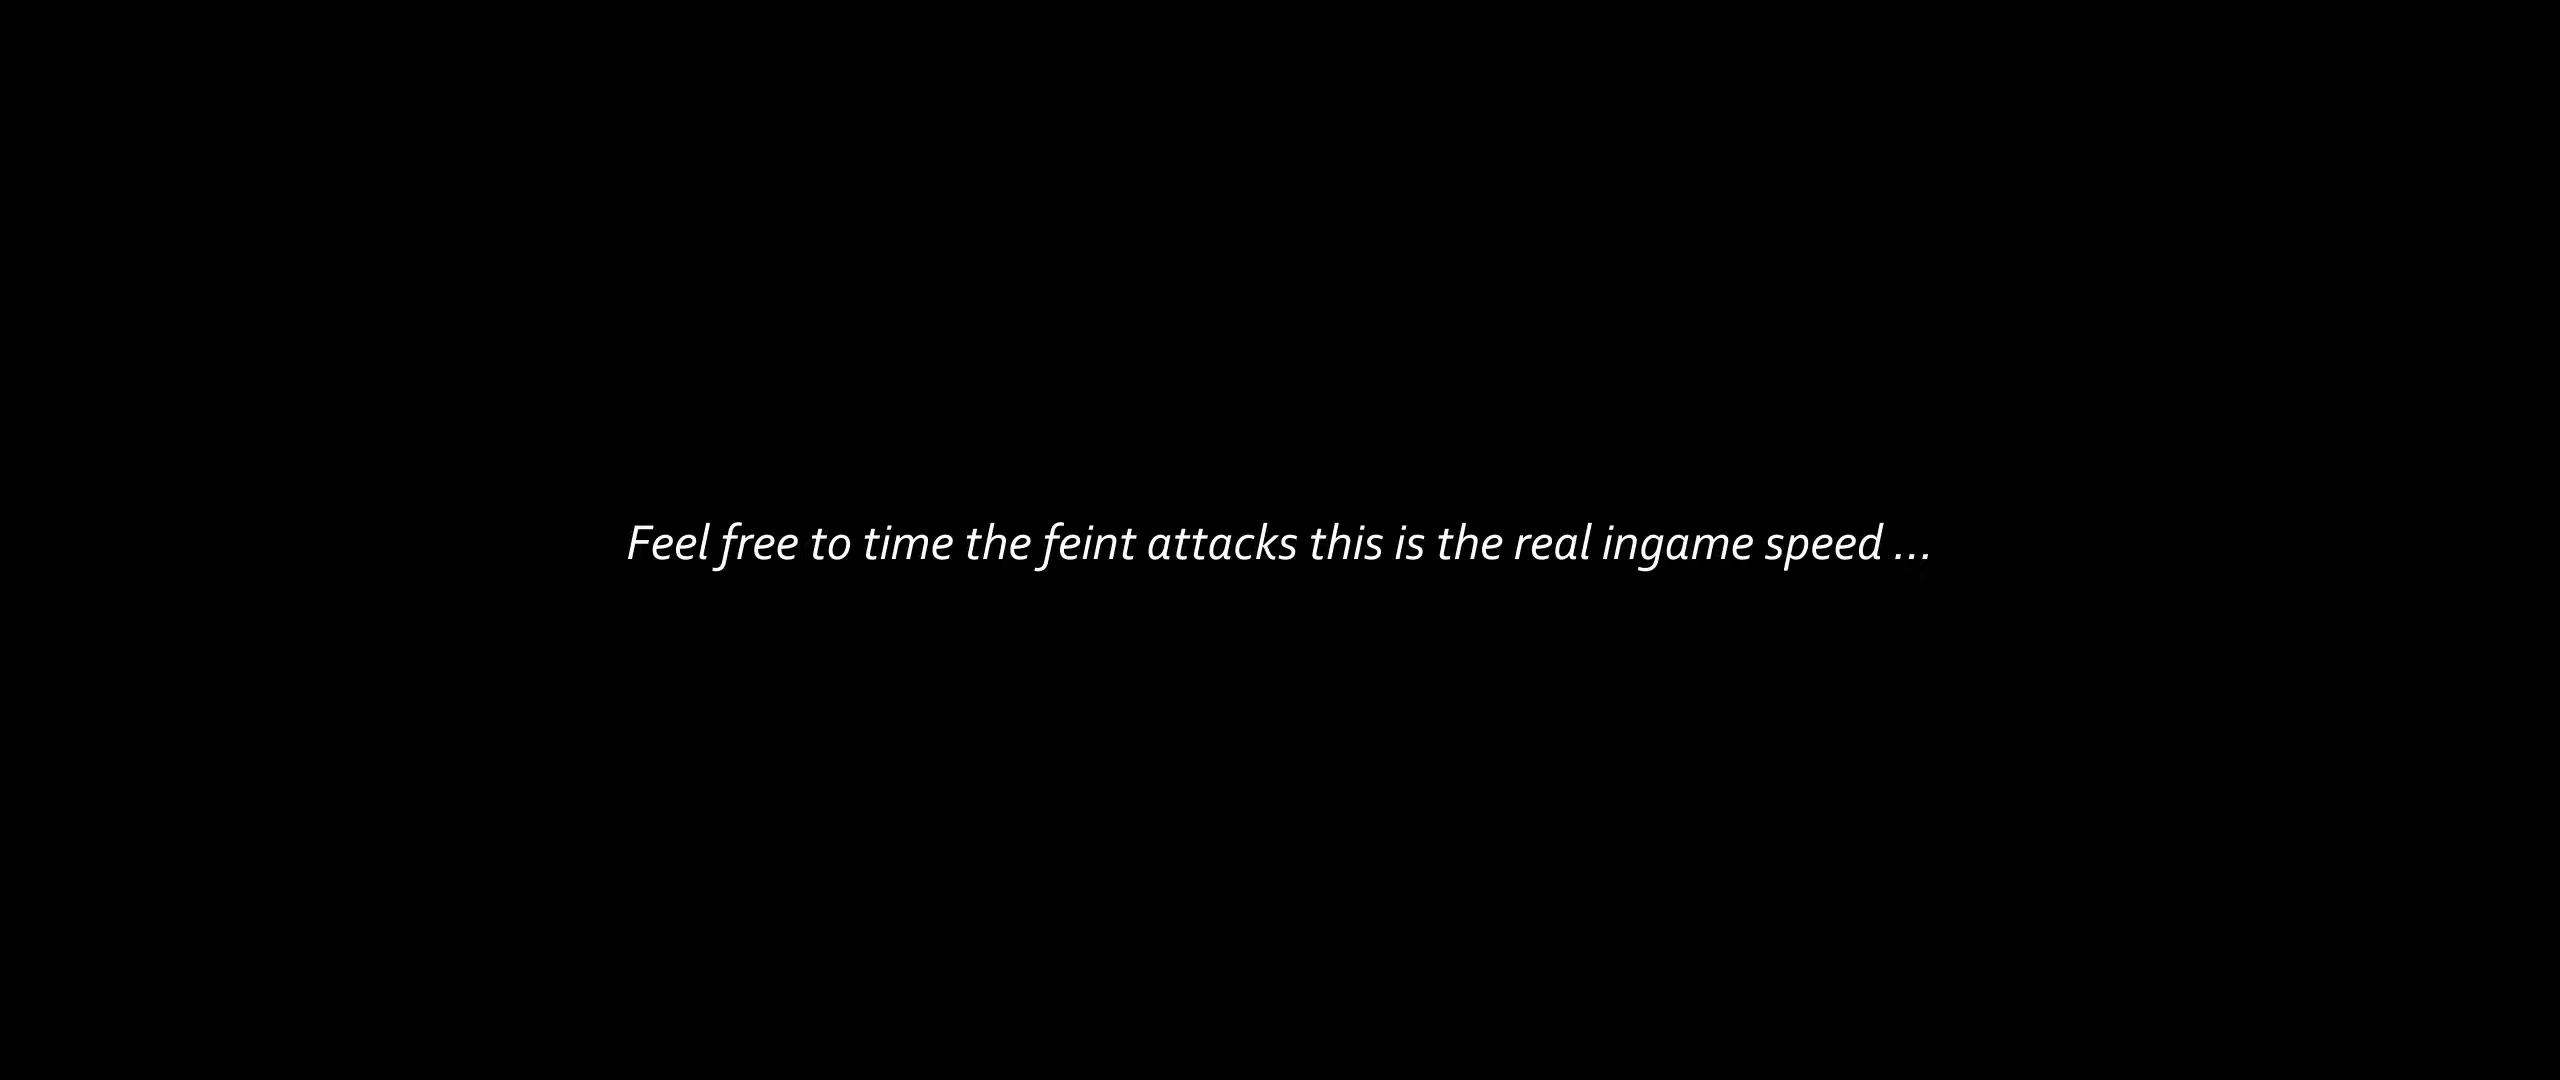 Feel free to time the feint attacks this is the real ingame speed ...